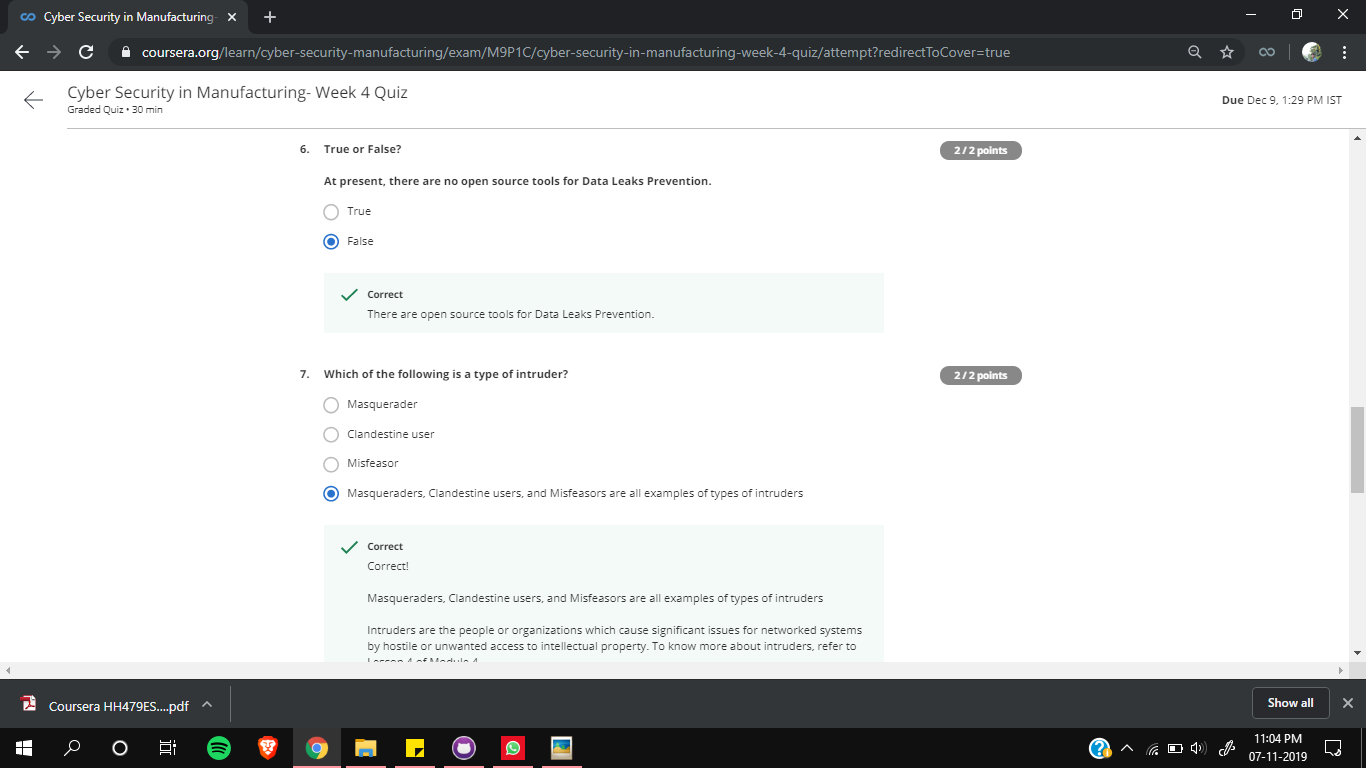 Cyber Security in Manufacturing-
coursera.org/learn/cyber-security-manufacturing/exam/M9P1C/cyber-security-in-manufacturing-week-4-quiz/attempt?redirectToCover=true
Cyber Security in Manufacturing- Week 4 Quiz
Graded Quiz • 30 min
Due Dec 9, 1:29 PM IST
6. True or False?
2 / 2 points
At present, there are no open source tools for Data Leaks Prevention.
True
False
Correct
There are open source tools for Data Leaks Prevention.
7. Which of the following is a type of intruder?
2 / 2 points
Masquerader
Clandestine user
Misfeasor
Masqueraders, Clandestine users, and Misfeasors are all examples of types of intruders
Correct
Correct!
Masqueraders, Clandestine users, and Misfeasors are all examples of types of intruders
Intruders are the people or organizations which cause significant issues for networked systems
by hostile or unwanted access to intellectual property. To know more about intruders, refer to
Lesson 4 of Module 4
Coursera HH479ES....pdf
Show all
11:04 PM
07-11-2019